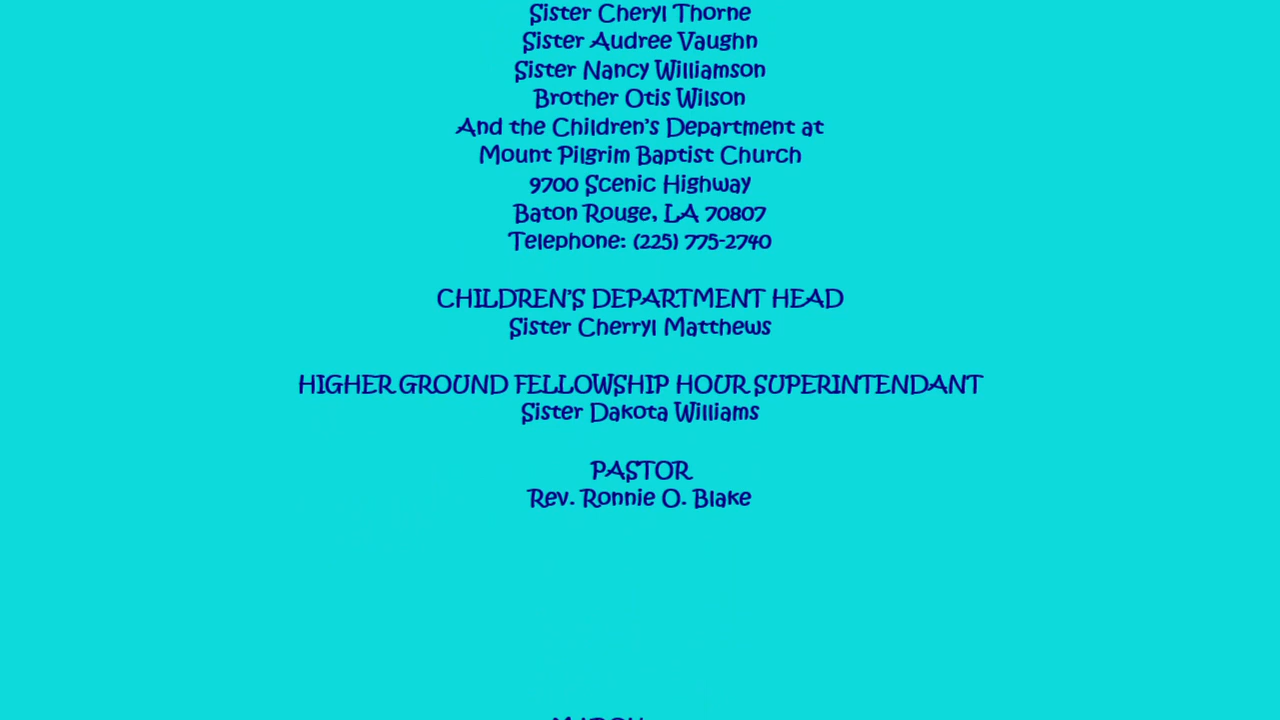 Sister Cheryl Thorne
Sister Audree Vaughn
Sister Nancy Williamson
Brother Otis Wilson
And the Children's Department at
Mount Pilgrim Baptist Church
9700 Scenic Highway
Baton Rouge, LA 70807
Telephone: (225) 775-2740
CHILDREN'S DEPARTMENT HEAD
Sister Cherryl Matthews
HIGHER GROUND FELLOWSHIP HOUR SUPERINTENDANT
Sister Dakota Williams
PASTOR
Rev. Ronnie O. Blake